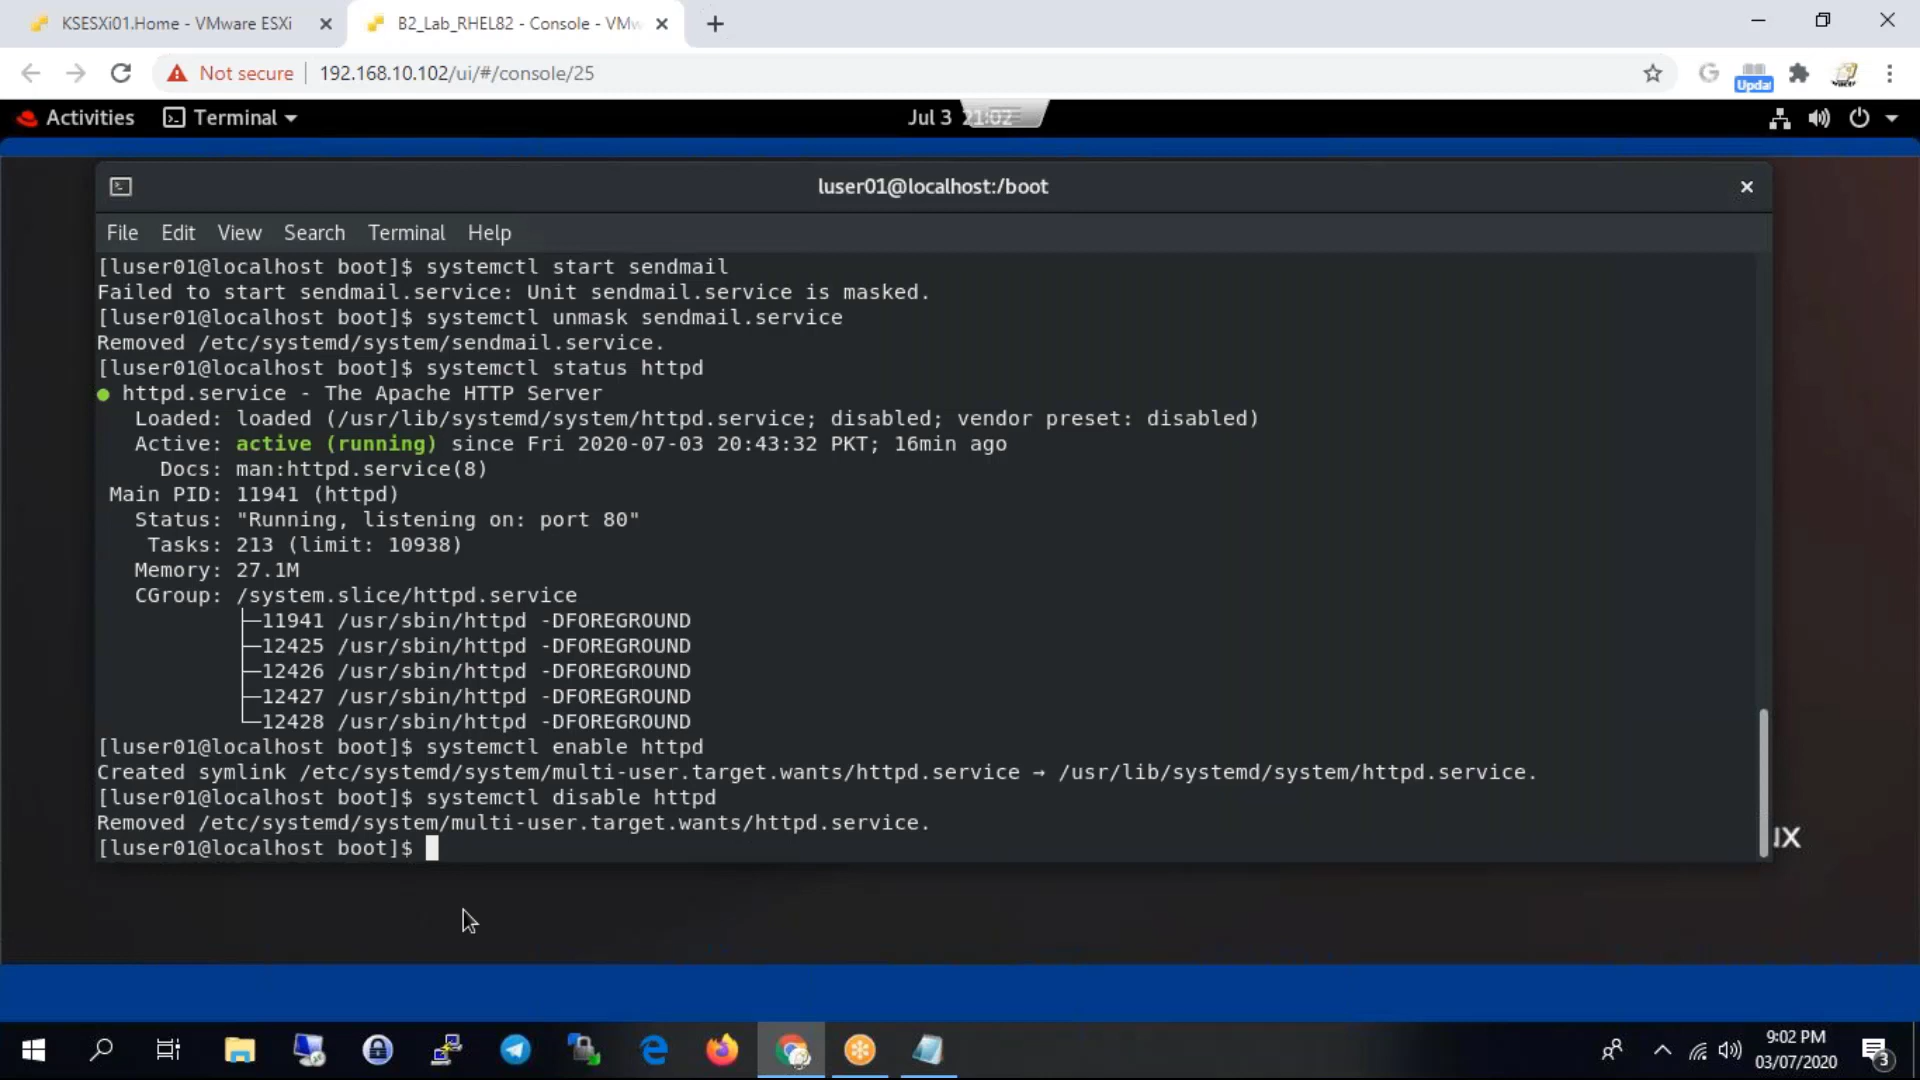 KSESXi01.Home - VMware ESXi
B2_Lab_RHEL82 - Console - VMw
Not secure
192.168.10.102/ui/#/console/25
Updat
Activities
Terminal
Jul 3 21:02
luser01@localhost:/boot
File Edit View Search Terminal Help
[luser01@localhost boot]$ systemctl start sendmail
Failed to start sendmail.service: Unit sendmail.service is masked.
[luser01@localhost boot]$ systemctl unmask sendmail.service
Removed /etc/systemd/system/sendmail.service.
[luser01@localhost boot]$ systemctl status httpd
● httpd.service - The Apache HTTP Server
Loaded: loaded (/usr/lib/systemd/system/httpd.service; disabled; vendor preset: disabled)
Active: active (running) since Fri 2020-07-03 20:43:32 PKT; 16min ago
Docs: man:httpd.service(8)
Main PID: 11941 (httpd)
Status: "Running, listening on: port 80"
Tasks: 213 (limit: 10938)
Memory: 27.1M
CGroup: /system.slice/httpd.service
├─11941 /usr/sbin/httpd -DFOREGROUND
├─12425 /usr/sbin/httpd -DFOREGROUND
├─12426 /usr/sbin/httpd -DFOREGROUND
├─12427 /usr/sbin/httpd -DFOREGROUND
└─12428 /usr/sbin/httpd -DFOREGROUND
[luser01@localhost boot]$ systemctl enable httpd
Created symlink /etc/systemd/system/multi-user.target.wants/httpd.service → /usr/lib/systemd/system/httpd.service.
[luser01@localhost boot]$ systemctl disable httpd
Removed /etc/systemd/system/multi-user.target.wants/httpd.service.
[luser01@localhost boot]$
UX
9:02 PM
03/07/2020
3